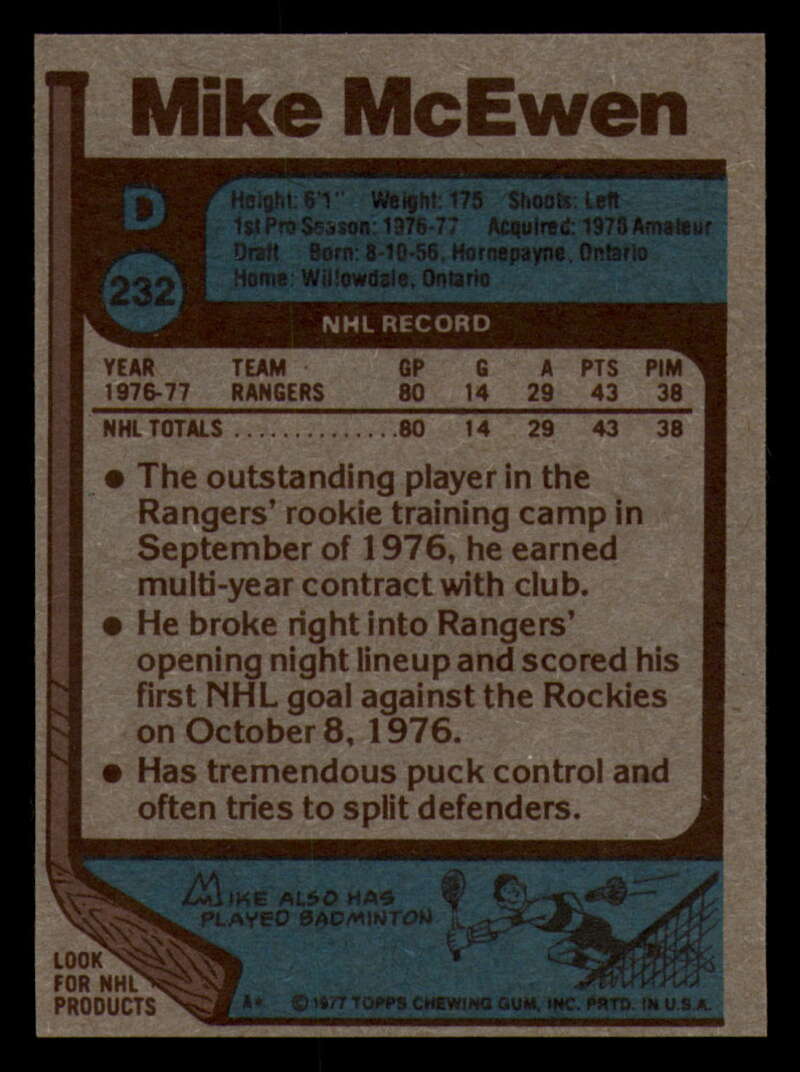 Mike McEwen
D
232
Height: 6'1" Weight: 175 Shoots: Left
1st Pro Season: 1976-77 Acquired: 1976 Amateur
Draft Born: 8-10-56, Hornepayne, Ontario
Home: Willowdale, Ontario
NHL RECORD
YEAR TEAM GP G A PTS PIM
1976-77 RANGERS 80 14 29 43 38
NHL TOTALS ...............80 14 29 43 38
• The outstanding player in the
Rangers' rookie training camp in
September of 1976, he earned
multi-year contract with club.
• He broke right into Rangers'
opening night lineup and scored his
first NHL goal against the Rockies
on October 8, 1976.
• Has tremendous puck control and
often tries to split defenders.
MIKE ALSO HAS
PLAYED BADMINTON
LOOK
FOR NHL
PRODUCTS
A* © 1977 TOPPS CHEWING GUM, INC. PRTD. IN U.S.A.